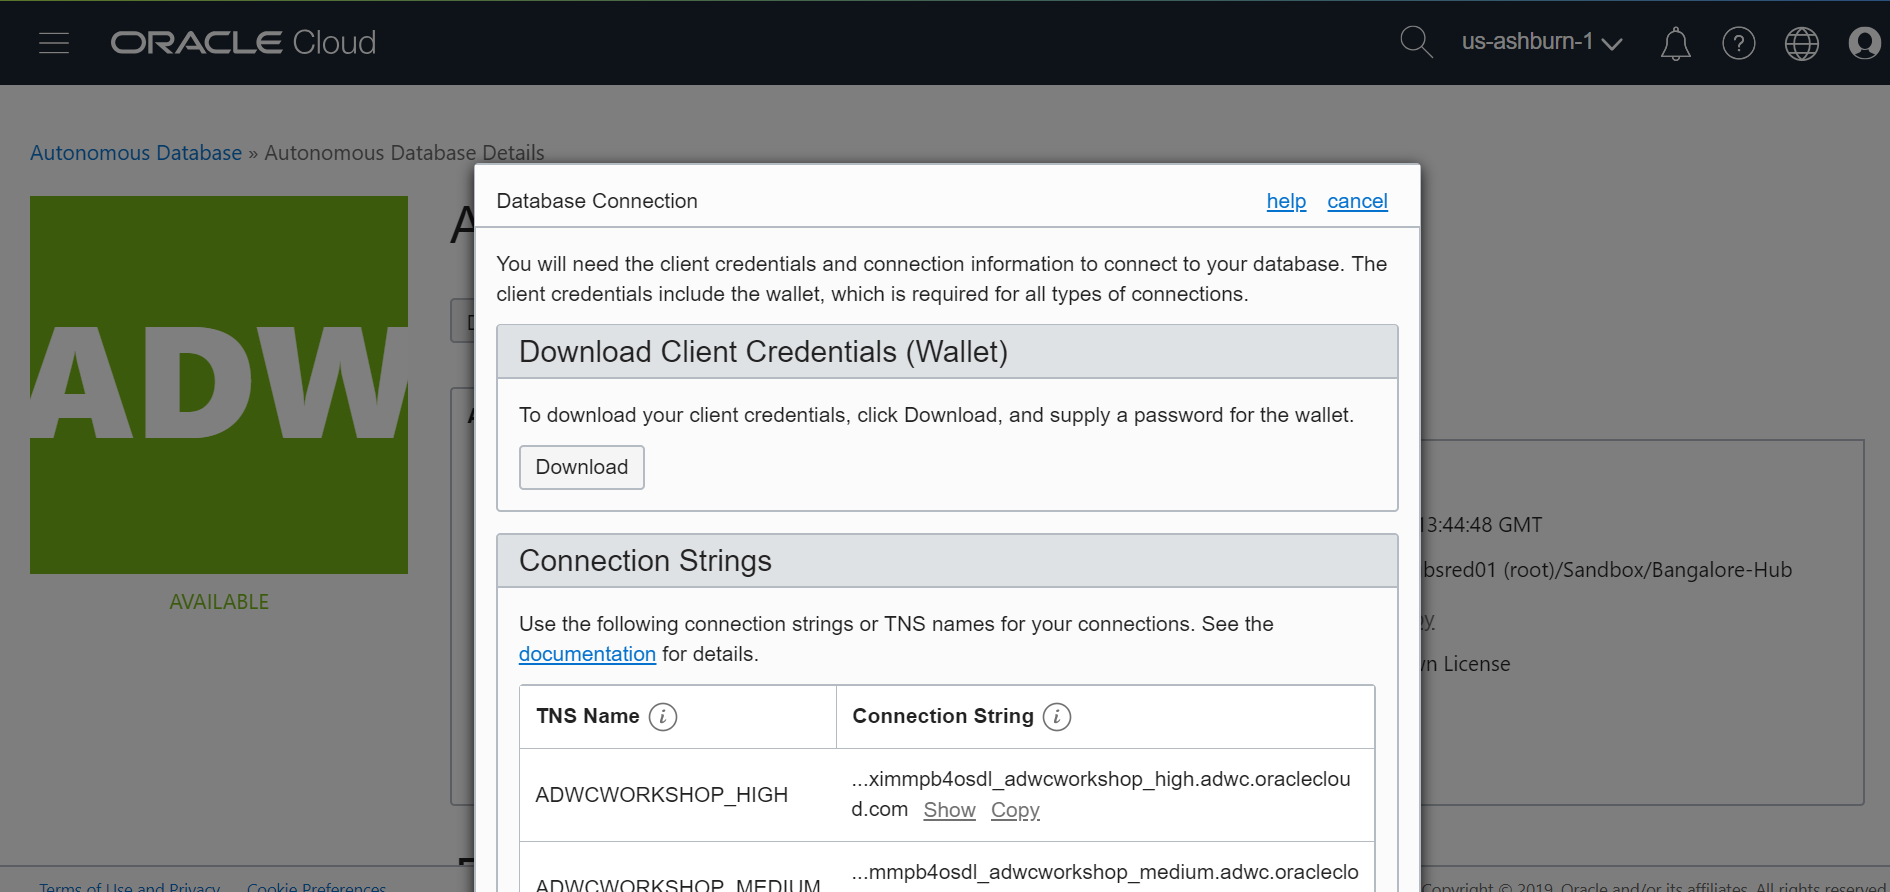 ORACLE Cloud
us-ashburn-1
Autonomous Database » Autonomous Database Details
ADW
AVAILABLE
Database Connection
help cancel
You will need the client credentials and connection information to connect to your database. The
client credentials include the wallet, which is required for all types of connections.
Download Client Credentials (Wallet)
To download your client credentials, click Download, and supply a password for the wallet.
Download
Connection Strings
Use the following connection strings or TNS names for your connections. See the
documentation for details.
TNS Name Connection String
ADWCWORKSHOP_HIGH
...ximmpb4osdl_adwcworkshop_high.adwc.oracleclou
d.com Show Copy
ADWCWORKSHOP_MEDIUM
...mmpb4osdl_adwcworkshop_medium.adwc.oracleclo
13:44:48 GMT
bsred01 (root)/Sandbox/Bangalore-Hub
License
Terms of Use and Privacy Cookie Preferences
Copyright © 2019, Oracle and/or its affiliates. All rights reserved.